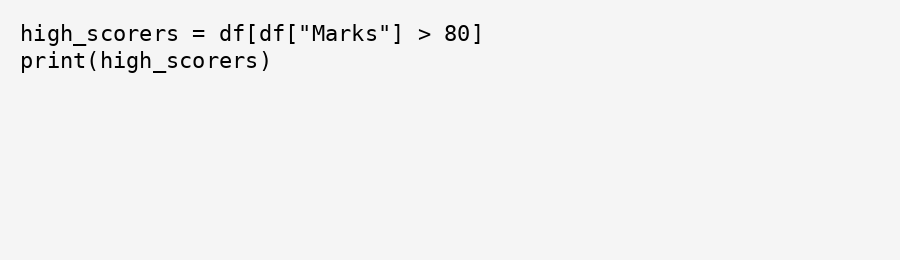 high_scorers = df[df["Marks"] > 80]
print(high_scorers)